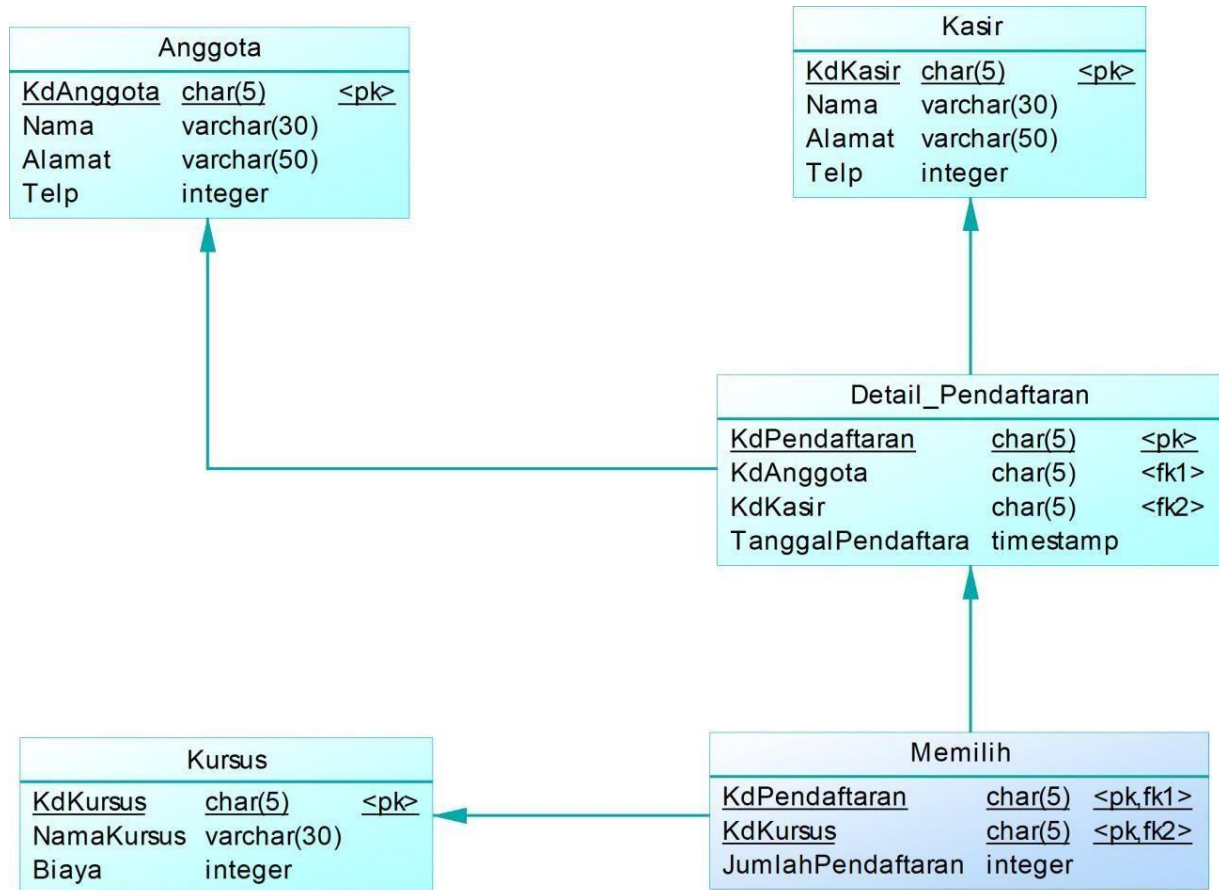 Anggota
KdAnggota char(5) <pk>
Nama varchar(30)
Alamat varchar(50)
Telp integer
Kasir
KdKasir char(5) <pk>
Nama varchar(30)
Alamat varchar(50)
Telp integer
Detail_Pendaftaran
KdPendaftaran char(5) <pk>
KdAnggota char(5) <fk1>
KdKasir char(5) <fk2>
TanggalPendaftara timestamp
Kursus
KdKursus char(5) <pk>
NamaKursus varchar(30)
Biaya integer
Memilih
KdPendaftaran char(5) <pk,fk1>
KdKursus char(5) <pk,fk2>
JumlahPendaftaran integer